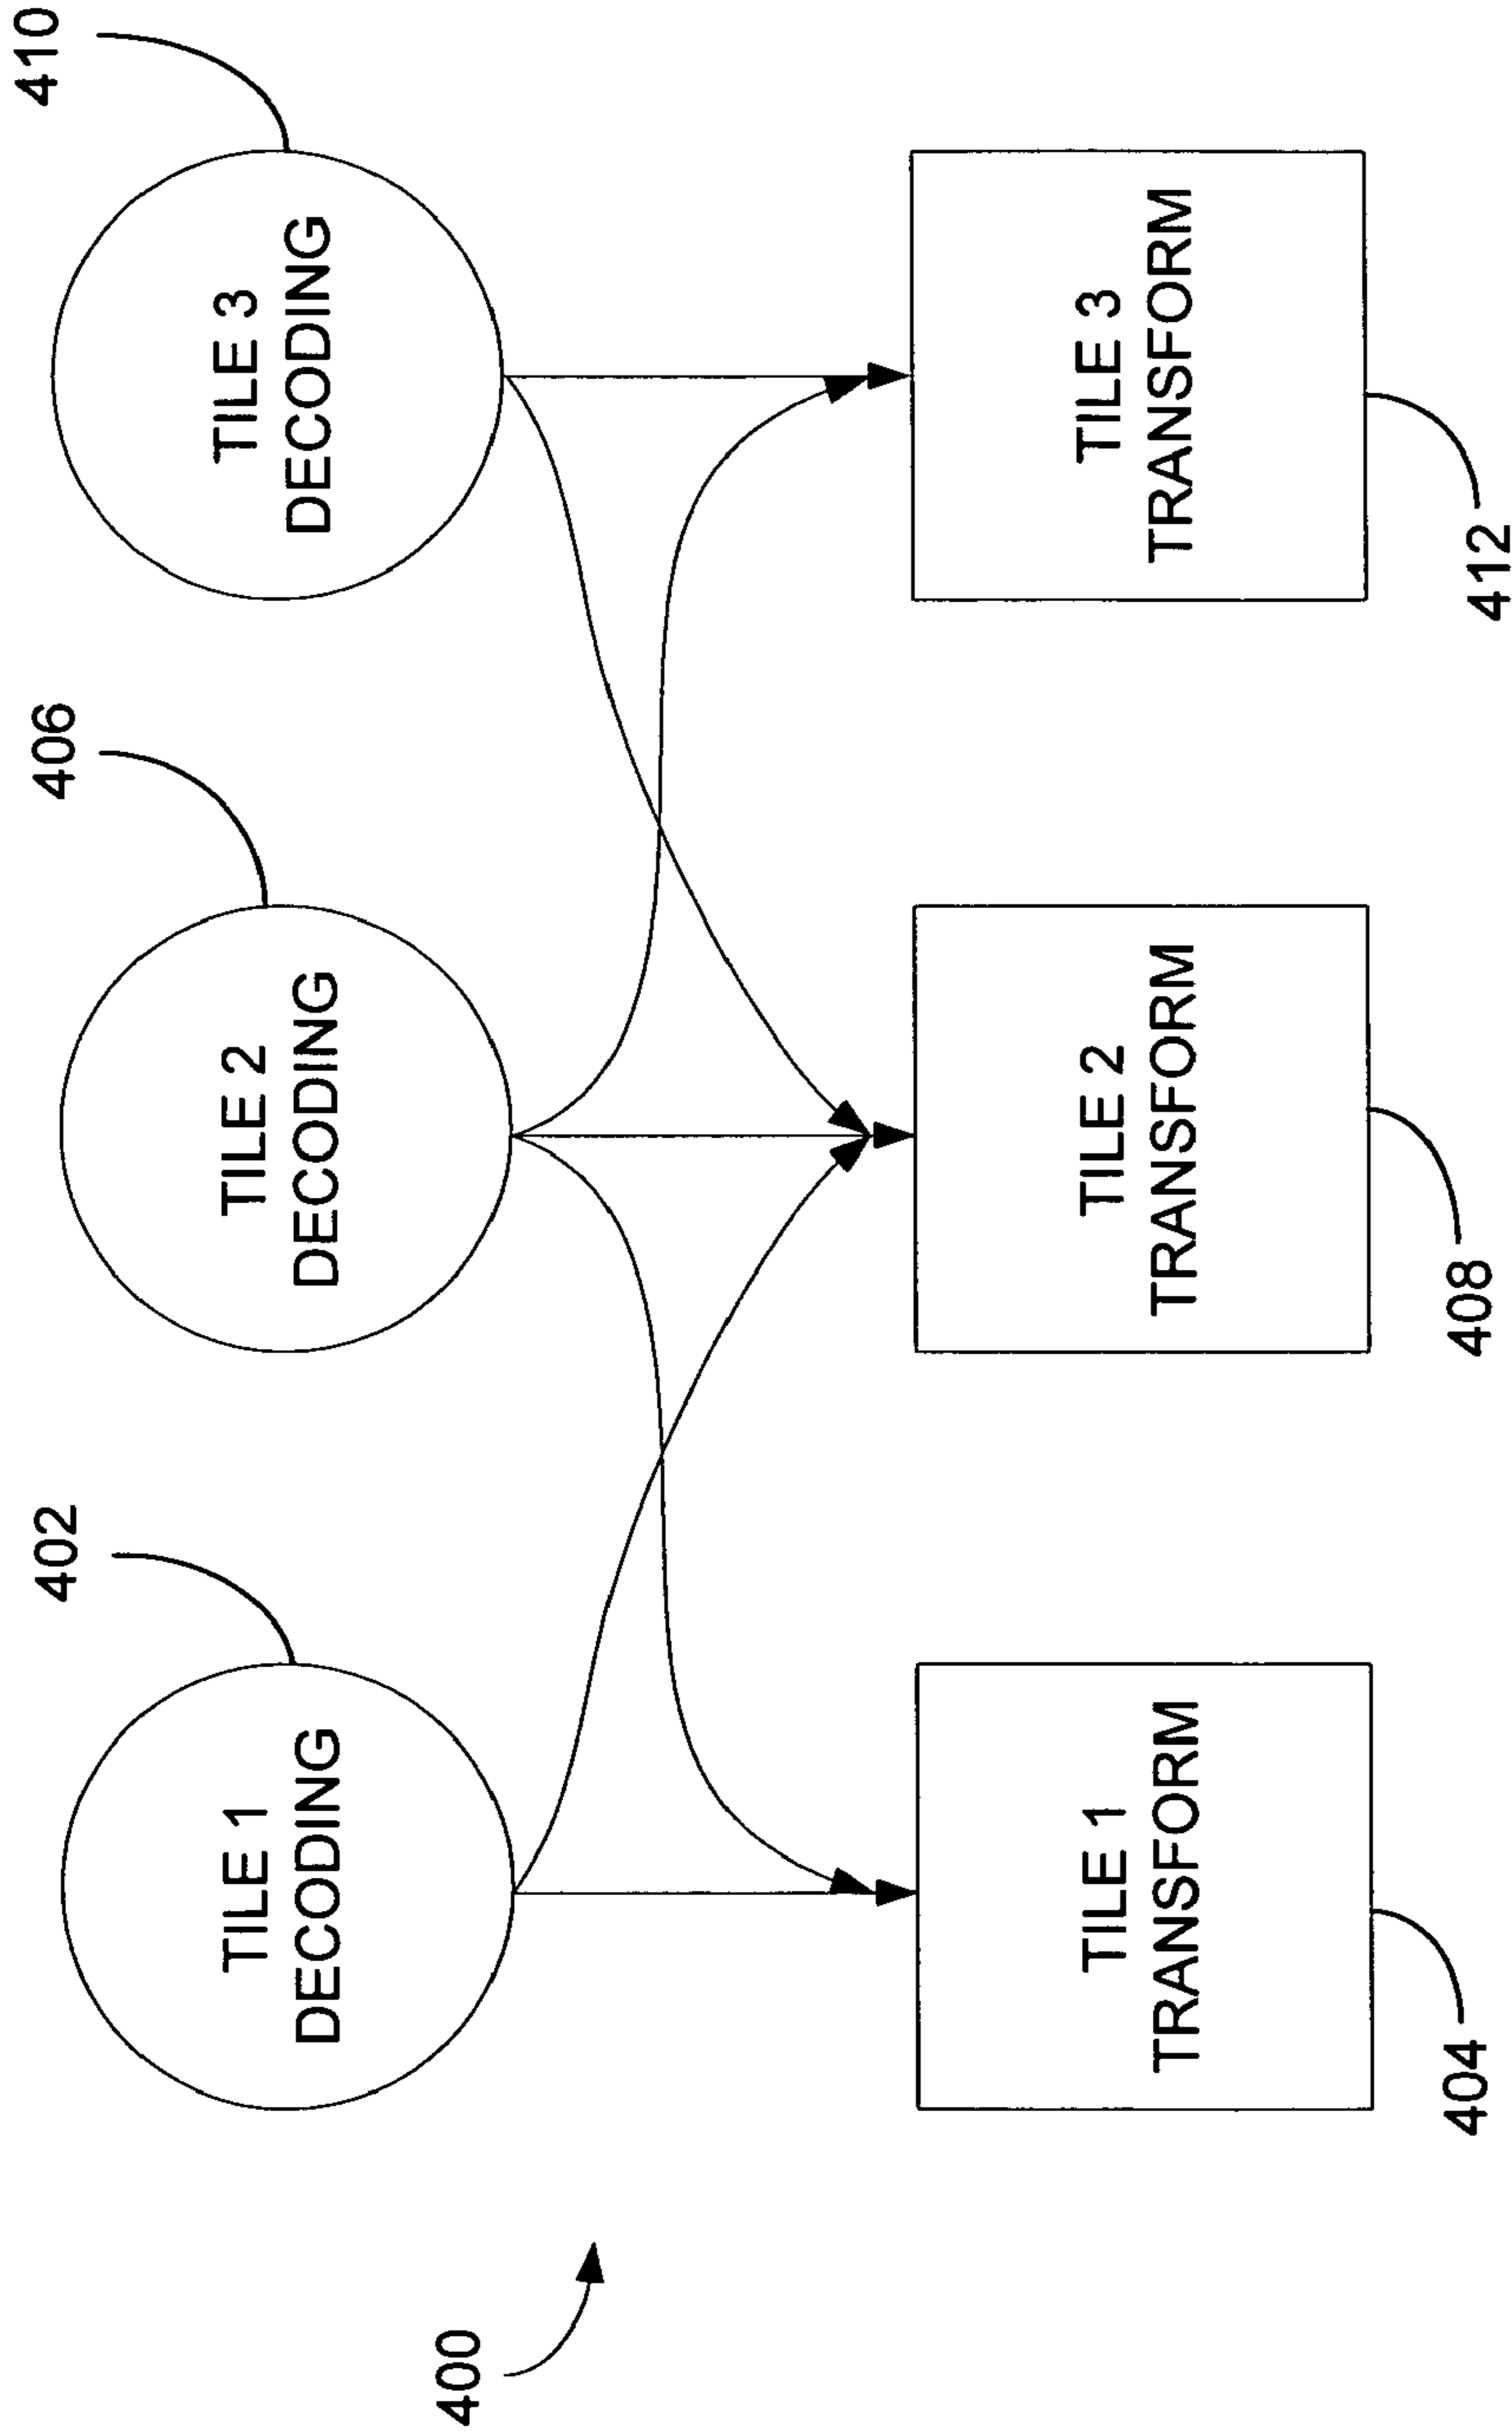 402
406
410
TILE 1
DECODING
TILE 2
DECODING
TILE 3
DECODING
400
TILE 1
TRANSFORM
TILE 2
TRANSFORM
TILE 3
TRANSFORM
404
408
412